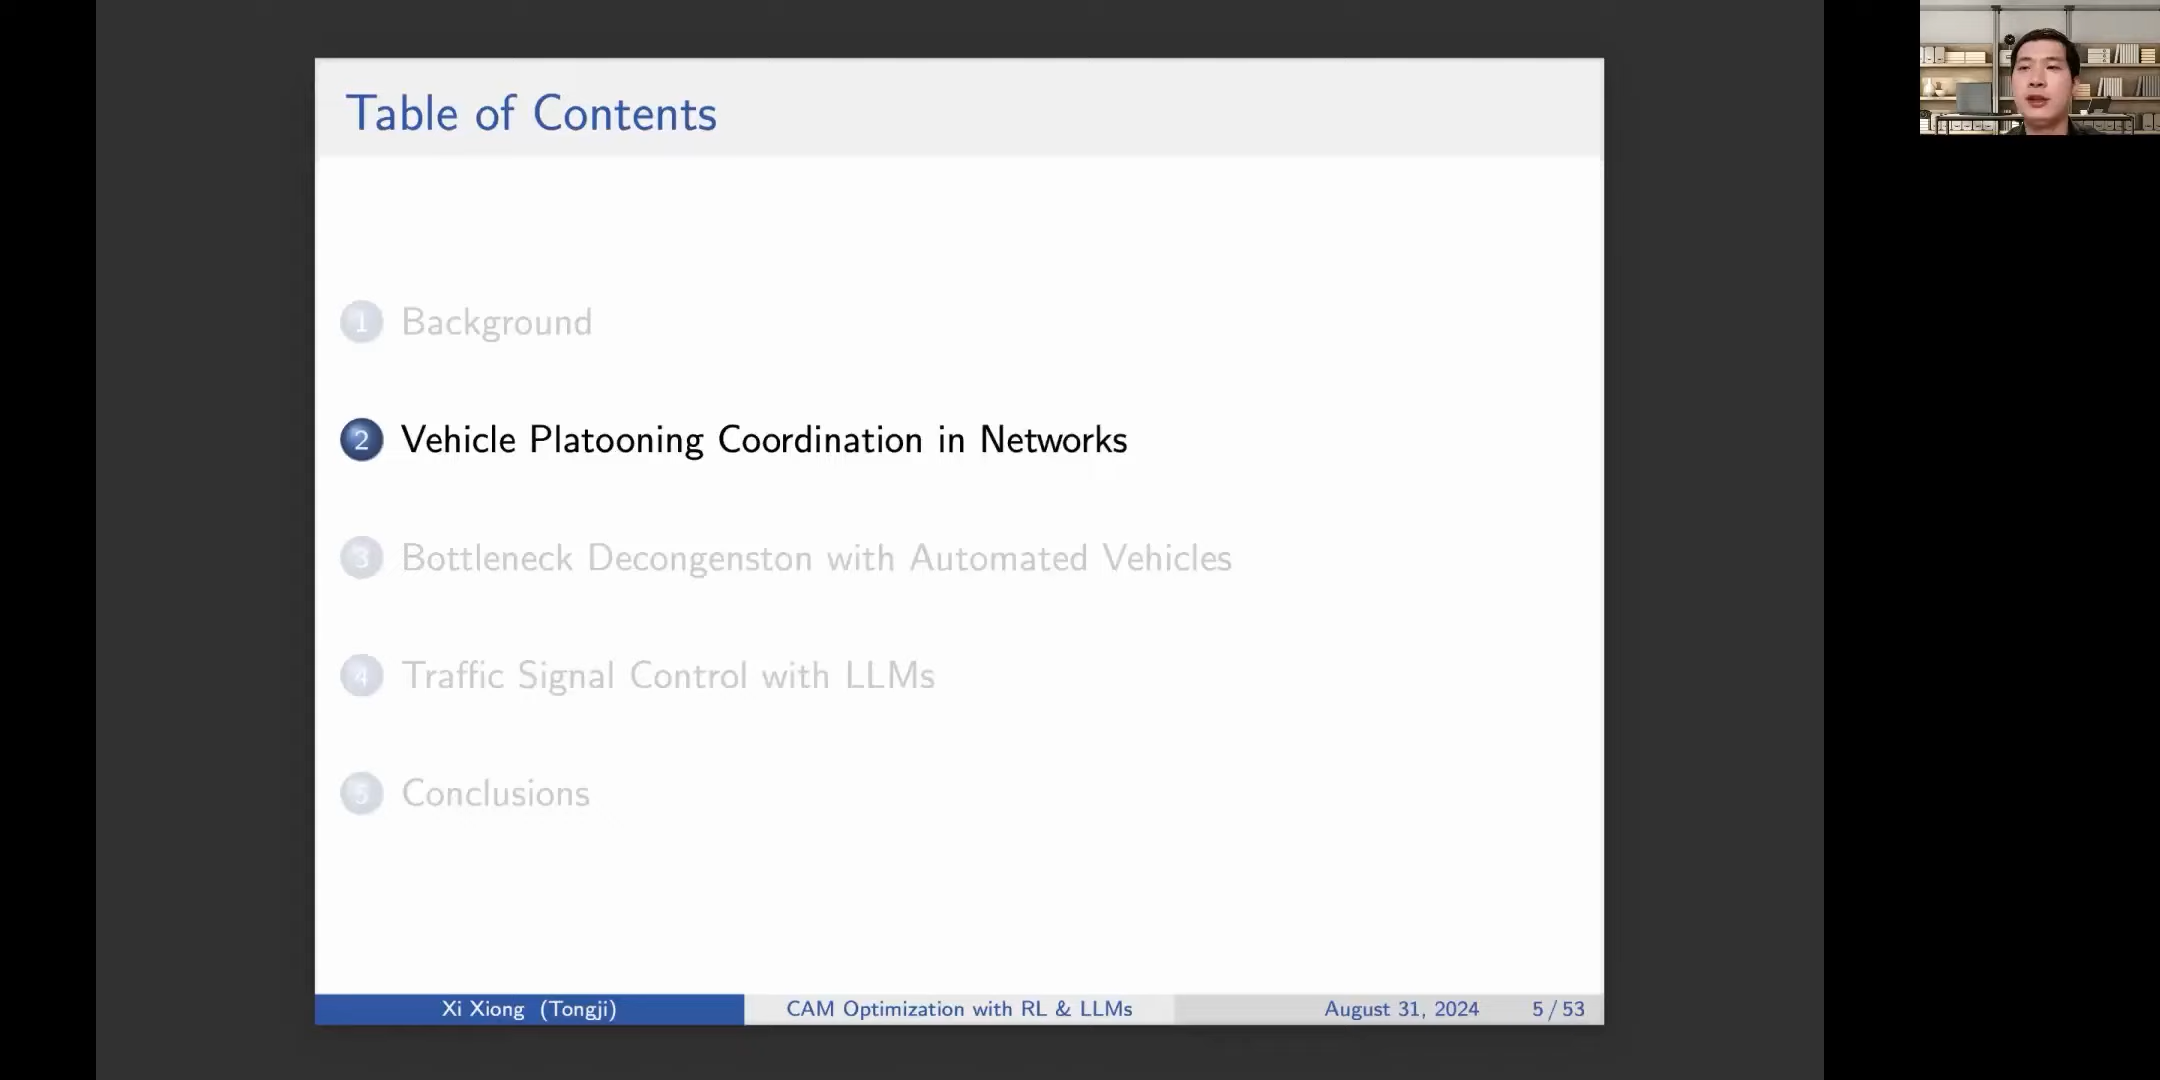 Table of Contents
1 Background
2 Vehicle Platooning Coordination in Networks
3 Bottleneck Decongenston with Automated Vehicles
4 Traffic Signal Control with LLMs
5 Conclusions
Xi Xiong (Tongji) CAM Optimization with RL & LLMs August 31, 2024 5 / 53